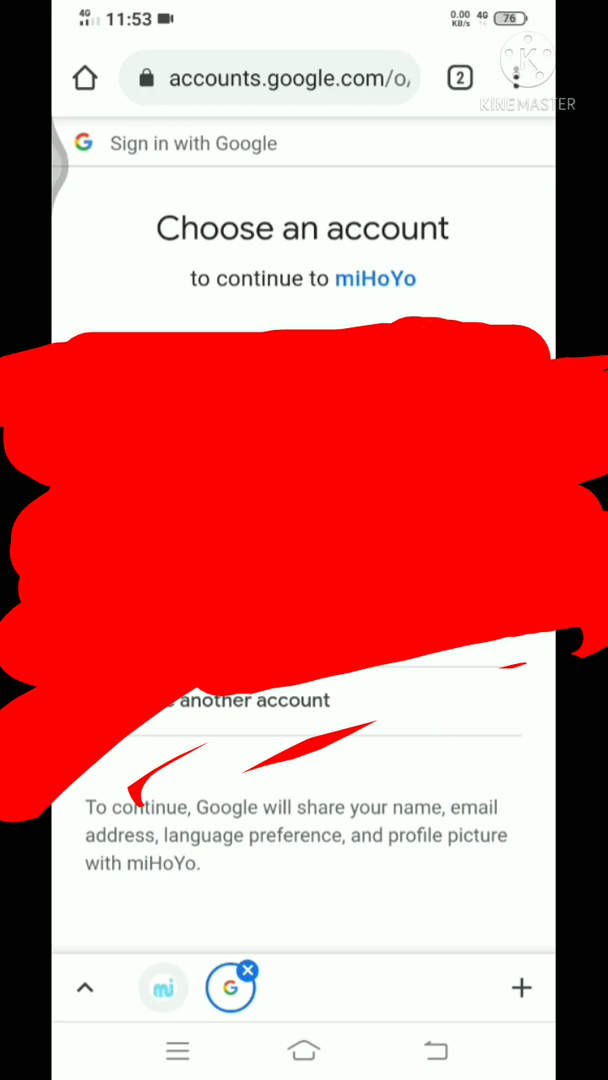 4G 11:53 0.00 KB/s 4G 76
accounts.google.com/o
2
K
KINEMASTER
G Sign in with Google
Choose an account
to continue to miHoYo
another account
To continue, Google will share your name, email
address, language preference, and profile picture
with miHoYo.
mi G